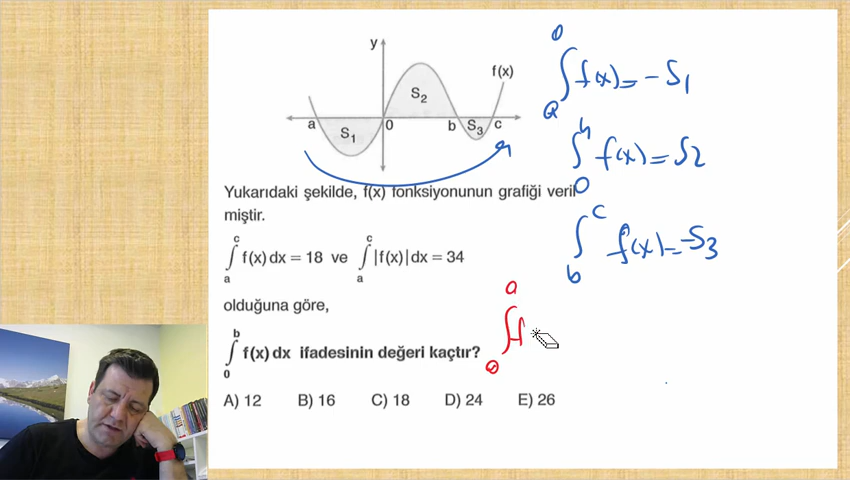 y
f(x)
S₂
a
S₁
0
b
S₃
c
Yukarıdaki şekilde, f(x) fonksiyonunun grafiği veril
miştir.
∫ₐᶜ f(x) dx = 18 ve ∫ₐᶜ |f(x)| dx = 34
olduğuna göre,
∫₀ᵇ f(x) dx ifadesinin değeri kaçtır?
A) 12 B) 16 C) 18 D) 24 E) 26
∫ₐ⁰ f(x) = -S₁
∫₀ᵇ f(x) = S₂
∫_bᶜ f(x) = -S₃
a
∫f